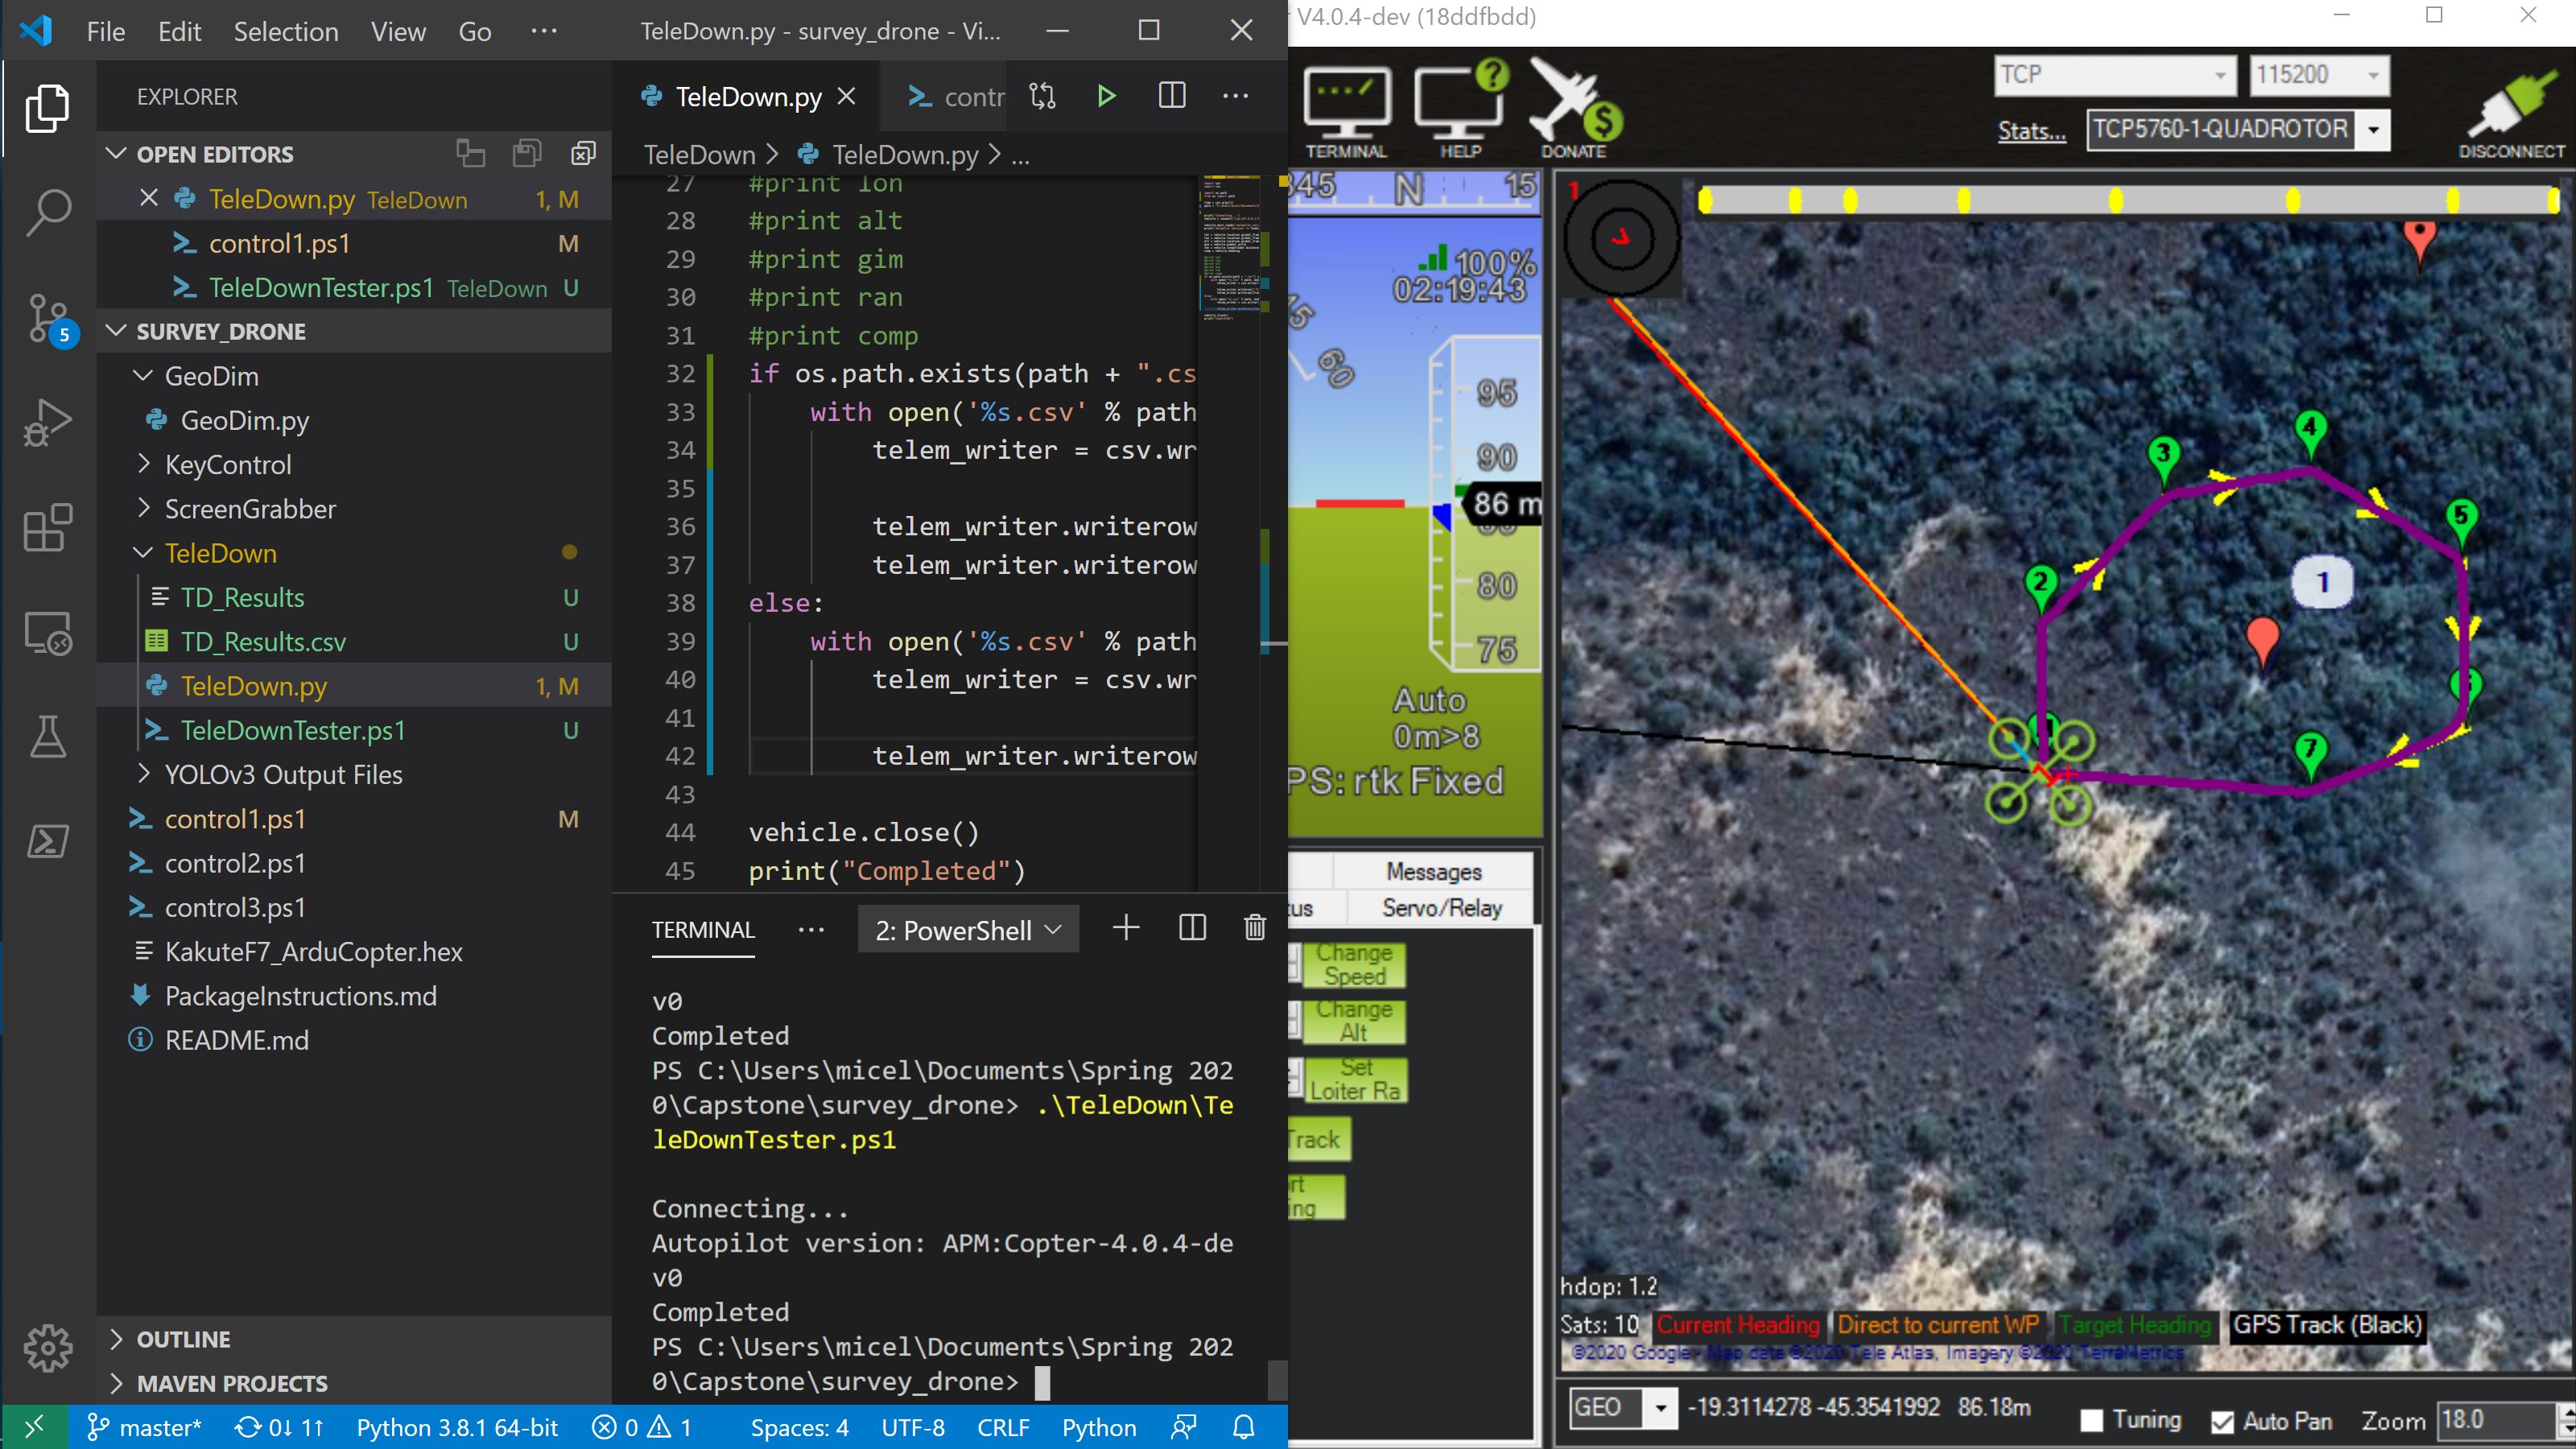 File Edit Selection View Go ...
TeleDown.py - survey_drone - Vi...
EXPLORER
OPEN EDITORS
TeleDown.py TeleDown 1, M
control1.ps1 M
TeleDownTester.ps1 TeleDown U
SURVEY_DRONE
GeoDim
GeoDim.py
KeyControl
ScreenGrabber
TeleDown
TD_Results U
TD_Results.csv U
TeleDown.py 1, M
TeleDownTester.ps1 U
YOLOv3 Output Files
control1.ps1 M
control2.ps1
control3.ps1
KakuteF7_ArduCopter.hex
PackageInstructions.md
README.md
OUTLINE
MAVEN PROJECTS
5
TeleDown.py contr
TeleDown > TeleDown.py > ...
27 #print lon
28 #print alt
29 #print gim
30 #print ran
31 #print comp
32 if os.path.exists(path + ".cs
33 with open('%s.csv' % path
34 telem_writer = csv.wr
35
36 telem_writer.writerow
37 telem_writer.writerow
38 else:
39 with open('%s.csv' % path
40 telem_writer = csv.wr
41
42 telem_writer.writerow
43
44 vehicle.close()
45 print("Completed")
TERMINAL ... 2: PowerShell
v0
Completed
PS C:\Users\micel\Documents\Spring 202
0\Capstone\survey_drone> .\TeleDown\Te
leDownTester.ps1
Connecting...
Autopilot version: APM:Copter-4.0.4-de
v0
Completed
PS C:\Users\micel\Documents\Spring 202
0\Capstone\survey_drone>
master* 0↓ 1↑ Python 3.8.1 64-bit 0 1 Spaces: 4 UTF-8 CRLF Python
V4.0.4-dev (18ddfbdd)
TERMINAL HELP DONATE
TCP 115200
Stats... TCP5760-1-QUADROTOR
DISCONNECT
345 N 15
100%
02:19:43
45
60
95
90
86 m
80
75
Auto
0m>8
PS: rtk Fixed
Messages
tus Servo/Relay
Change
Speed
Change
Alt
Set
Loiter Ra
Track
rt
ing
1
4
3
5
2
1
7
hdop: 1.2
Sats: 10 Current Heading Direct to current WP Target Heading GPS Track (Black)
©2020 Google - Map data ©2020 Tele Atlas, Imagery ©2020 TerraMetrics
GEO -19.3114278 -45.3541992 86.18m Tuning Auto Pan Zoom 18.0